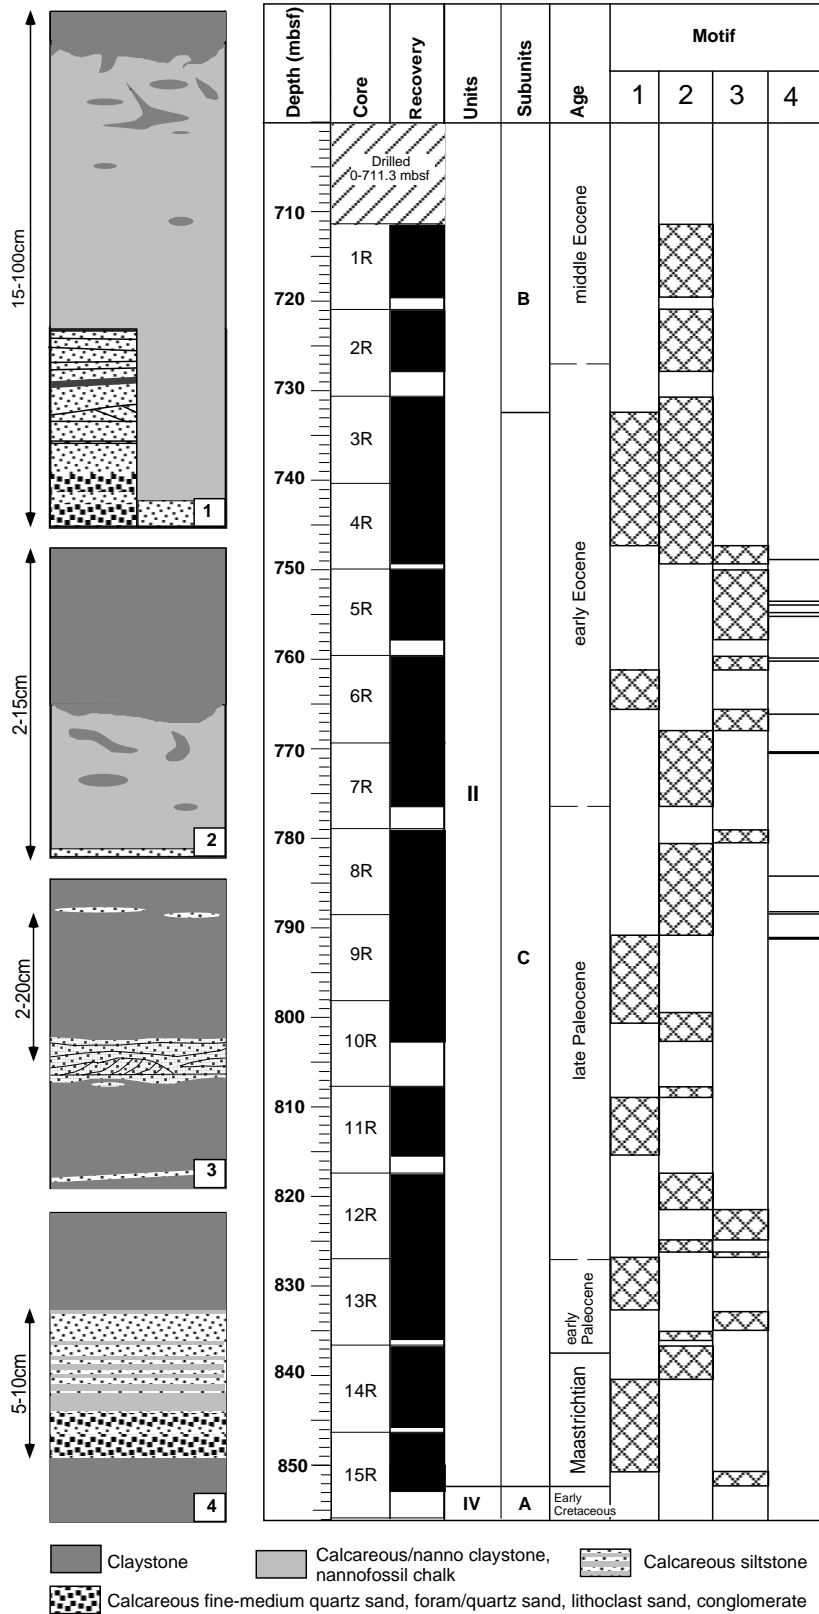 15-100cm
1
2-15cm
2
2-20cm
3
5-10cm
4
Depth (mbsf)
Core
Recovery
Units
Subunits
Age
Motif
1 2 3 4
Drilled
0-711.3 mbsf
710
720
730
740
750
760
770
780
790
800
810
820
830
840
850
1R
2R
3R
4R
5R
6R
7R
8R
9R
10R
11R
12R
13R
14R
15R
II
IV
B
C
A
middle Eocene
early Eocene
late Paleocene
early
Paleocene
Maastrichtian
Early
Cretaceous
Claystone
Calcareous/nanno claystone,
nannofossil chalk
Calcareous siltstone
Calcareous fine-medium quartz sand, foram/quartz sand, lithoclast sand, conglomerate